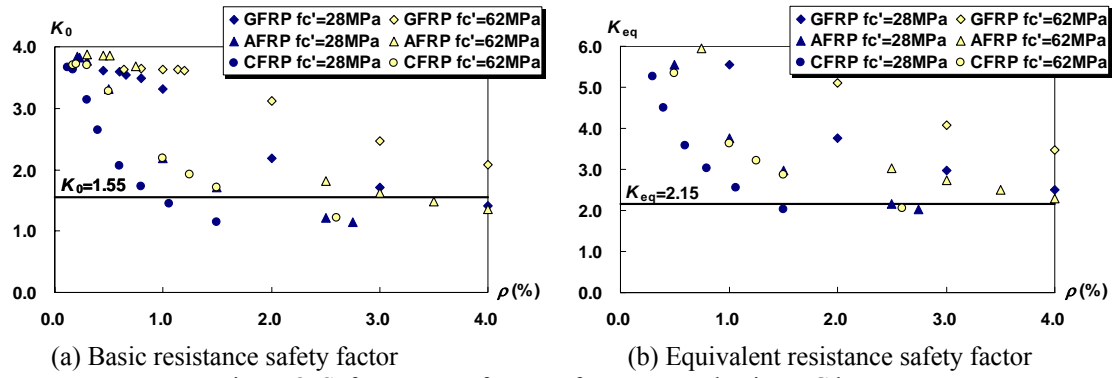 K0
GFRP fc'=28MPa GFRP fc'=62MPa
AFRP fc'=28MPa AFRP fc'=62MPa
CFRP fc'=28MPa CFRP fc'=62MPa
4.0
3.0
2.0
K0=1.55
1.0
0.0
ρ (%)
0.0 1.0 2.0 3.0 4.0
(a) Basic resistance safety factor
Keq
GFRP fc'=28MPa GFRP fc'=62MPa
AFRP fc'=28MPa AFRP fc'=62MPa
CFRP fc'=28MPa CFRP fc'=62MPa
6.0
5.0
4.0
3.0
Keq=2.15
2.0
1.0
0.0
ρ (%)
0.0 1.0 2.0 3.0 4.0
(b) Equivalent resistance safety factor